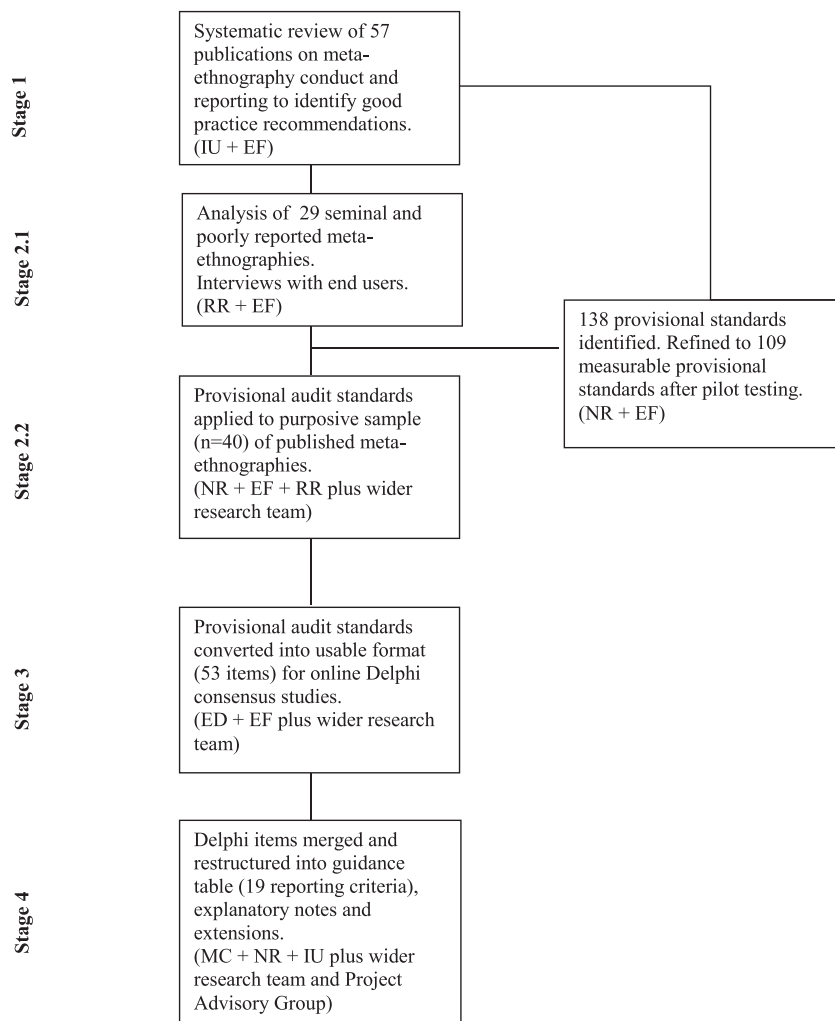 Stage 1
Systematic review of 57
publications on meta-
ethnography conduct and
reporting to identify good
practice recommendations.
(IU + EF)
Stage 2.1
Analysis of  29 seminal and
poorly reported meta-
ethnographies.
Interviews with end users.
(RR + EF)
138 provisional standards
identified. Refined to 109
measurable provisional
standards after pilot testing.
(NR + EF)
Stage 2.2
Provisional audit standards
applied to purposive sample
(n=40) of published meta-
ethnographies.
(NR + EF + RR plus wider
research team)
Stage 3
Provisional audit standards
converted into usable format
(53 items) for online Delphi
consensus studies.
(ED + EF plus wider research
team)
Stage 4
Delphi items merged and
restructured into guidance
table (19 reporting criteria),
explanatory notes and
extensions.
(MC + NR + IU plus wider
research team and Project
Advisory Group)